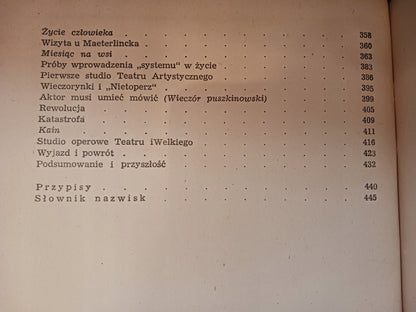 Życie człowieka . . . . . . . . . . . 358
Wizyta u Maeterlincka . . . . . . . . . . 360
Miesiąc na wsi . . . . . . . . . . . 363
Próby wprowadzenia „systemu" w życie . . . . . . 383
Pierwsze studio Teatru Artystycznego . . . . . . . 386
Wieczorynki i „Nietoperz" . . . . . . . . . 395
Aktor musi umieć mówić (Wieczór puszkinowski) . . . . 399
Rewolucja . . . . . . . . . . . . 405
Katastrofa . . . . . . . . . . . . 409
Kain . . . . . . . . . . . . . 411
Studio operowe Teatru iWelkiego . . . . . . . 416
Wyjazd i powrót . . . . . . . . . . . 423
Podsumowanie i przyszłość . . . . . . . . . 432
Przypisy . . . . . . . . . . . . 440
Słownik nazwisk . . . . . . . . . . 445